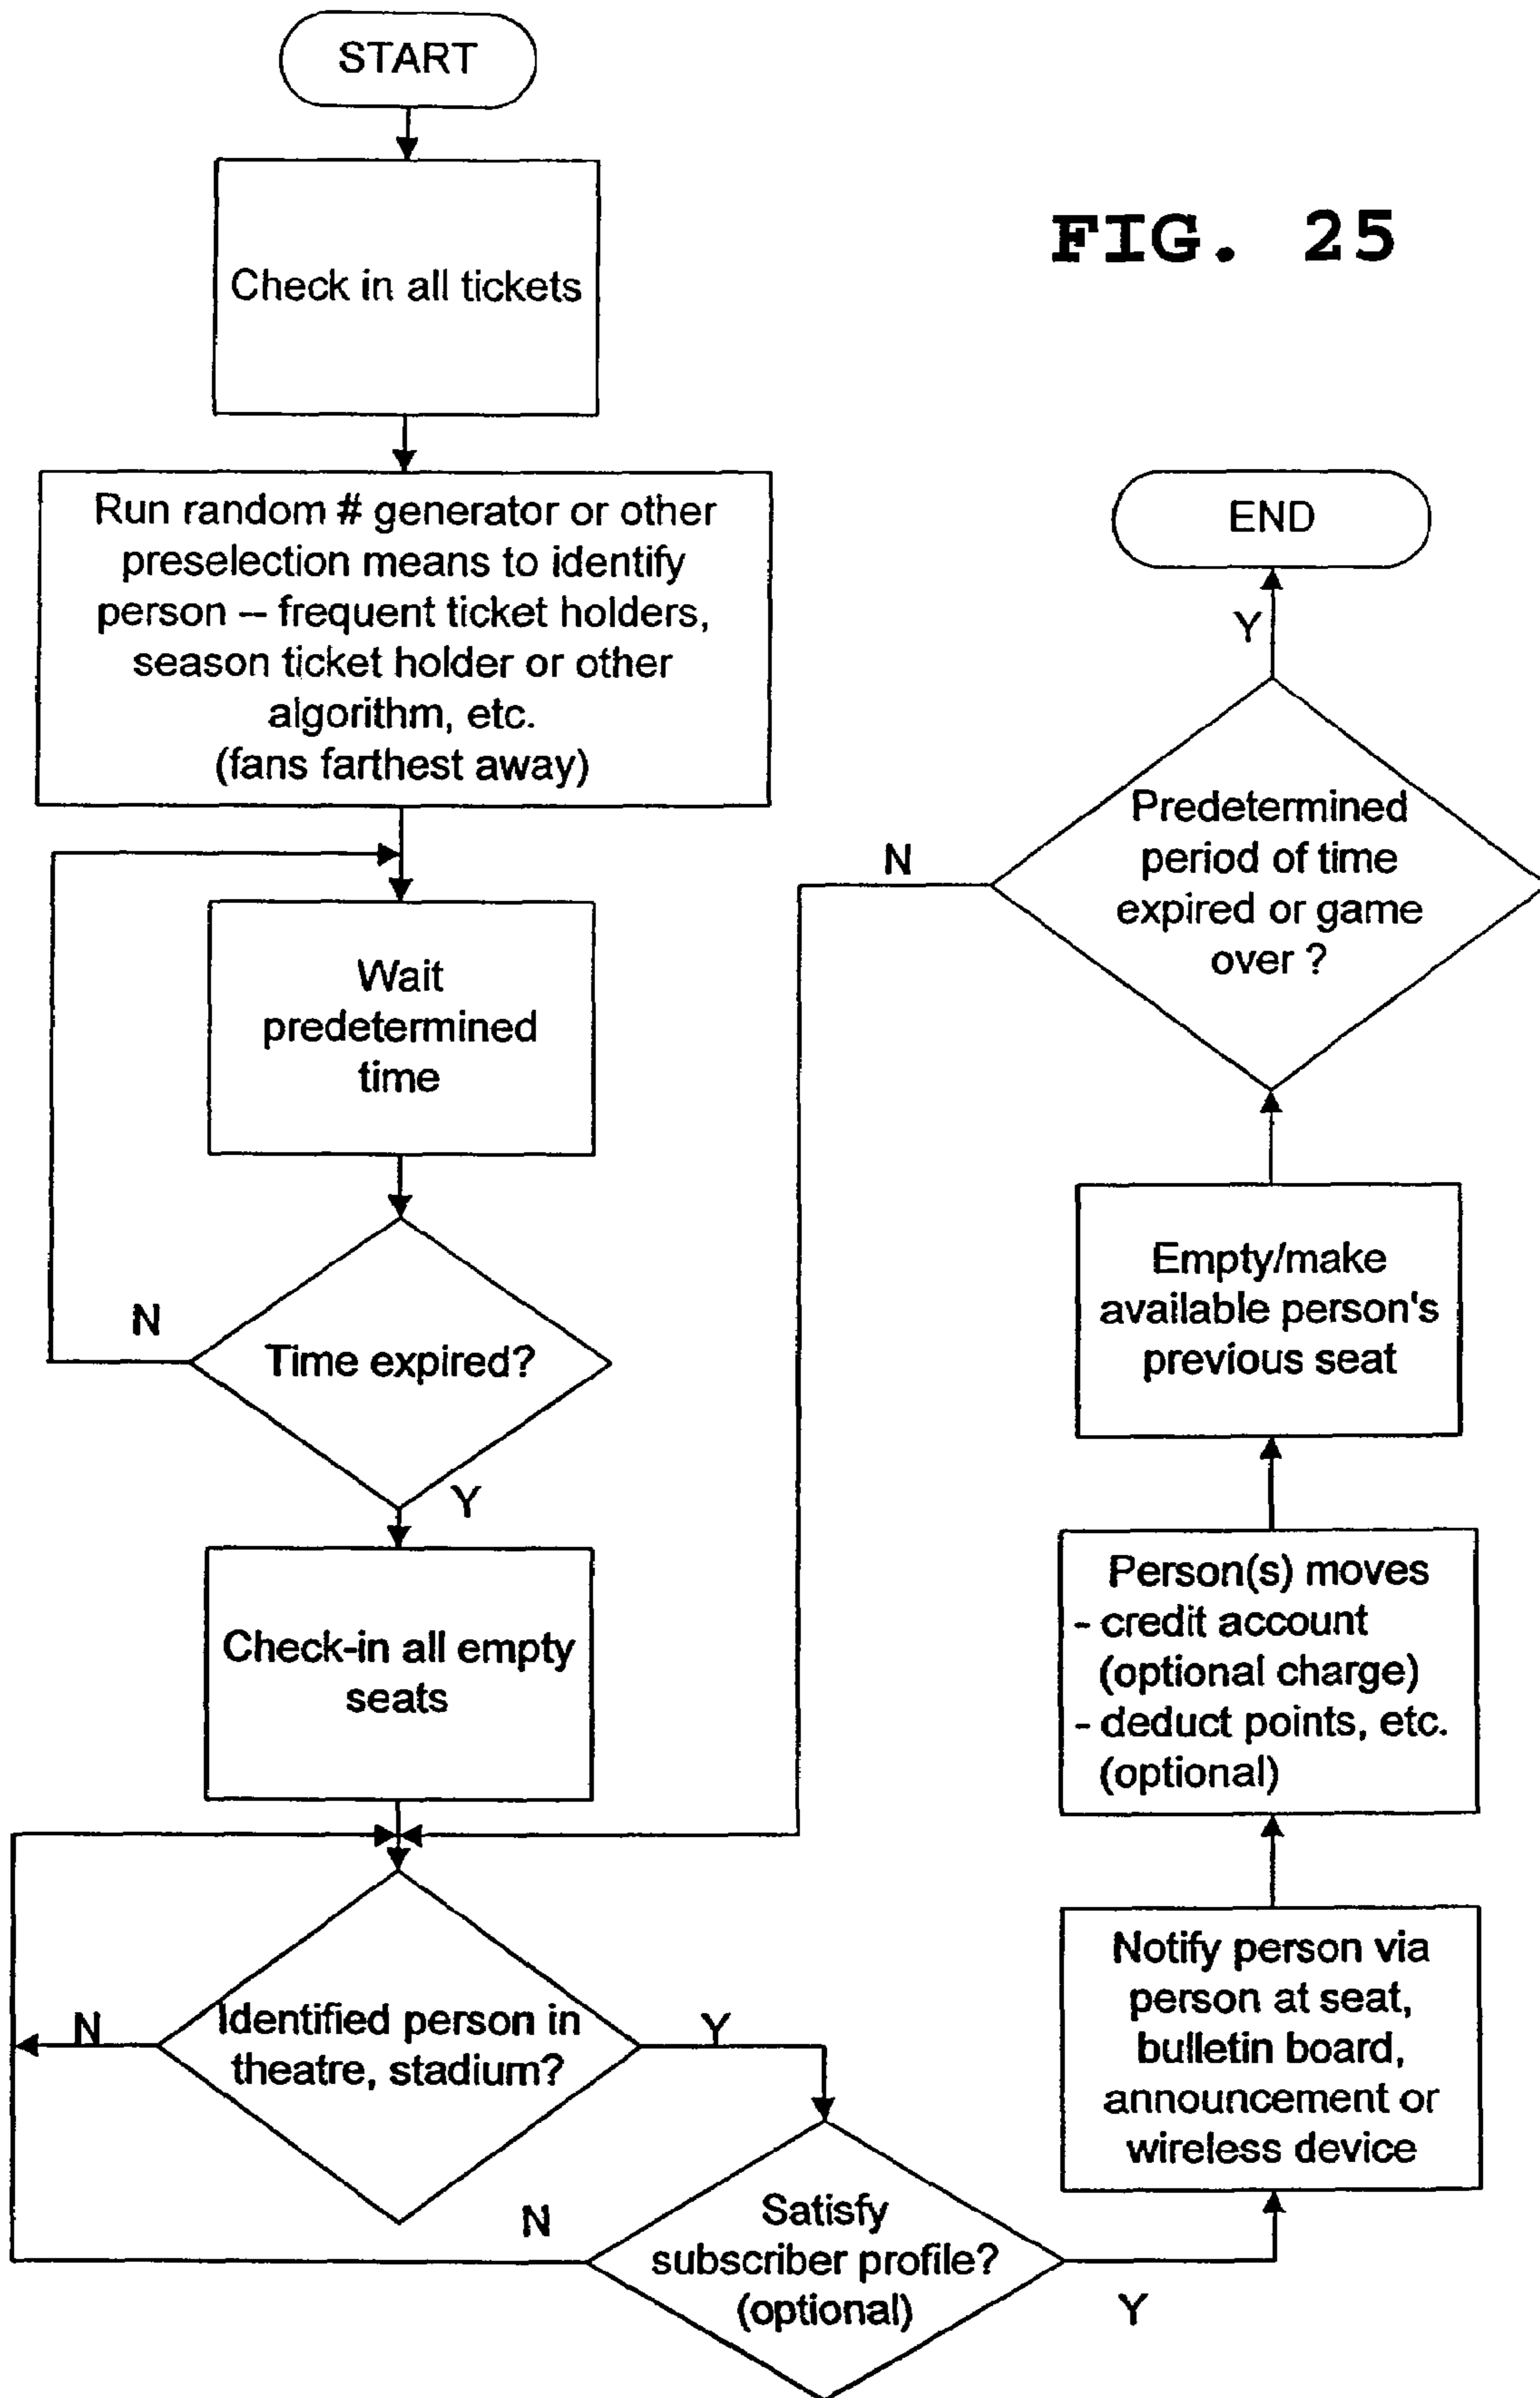 START
FIG. 25
Check in all tickets
Run random # generator or other
preselection means to identify
person -- frequent ticket holders,
season ticket holder or other
algorithm, etc.
(fans farthest away)
Wait
predetermined
time
N
Time expired?
Y
Check-in all empty
seats
N
Identified person in
theatre, stadium?
Y
N
Satisfy
subscriber profile?
(optional)
Y
Notify person via
person at seat,
bulletin board,
announcement or
wireless device
Person(s) moves
- credit account
(optional charge)
- deduct points, etc.
(optional)
Empty/make
available person's
previous seat
N
Predetermined
period of time
expired or game
over ?
Y
END